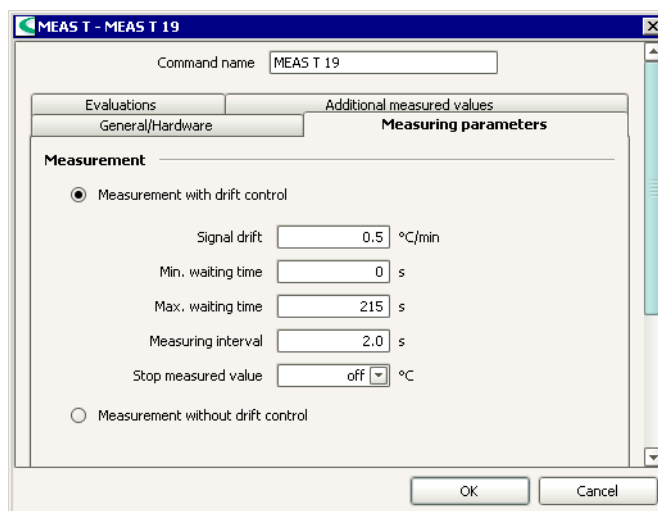 MEAS T - MEAS T 19
Command name MEAS T 19
Evaluations Additional measured values
General/Hardware Measuring parameters
Measurement
Measurement with drift control
Signal drift 0.5 °C/min
Min. waiting time 0 s
Max. waiting time 215 s
Measuring interval 2.0 s
Stop measured value off °C
Measurement without drift control
OK Cancel